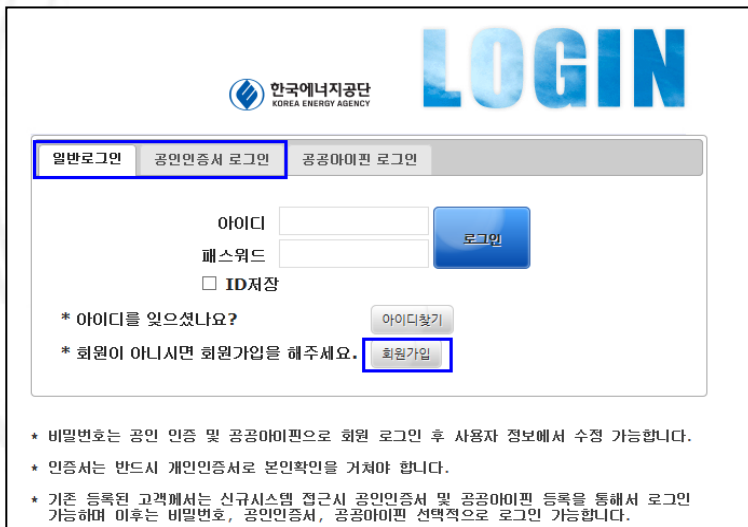 LOGIN
한국에너지공단
KOREA ENERGY AGENCY
일반로그인 공인인증서 로그인 공공아이핀 로그인
아이디
로그인
패스워드
ID저장
* 아이디를 잊으셨나요? 아이디찾기
* 회원이 아니시면 회원가입을 해주세요. 회원가입
* 비밀번호는 공인 인증 및 공공아이핀으로 회원 로그인 후 사용자 정보에서 수정 가능합니다.
* 인증서는 반드시 개인인증서로 본인확인을 거쳐야 합니다.
* 기존 등록된 고객께서는 신규시스템 접근시 공인인증서 및 공공아이핀 등록을 통해서 로그인
가능하며 이후는 비밀번호, 공인인증서, 공공아이핀 선택적으로 로그인 가능합니다.